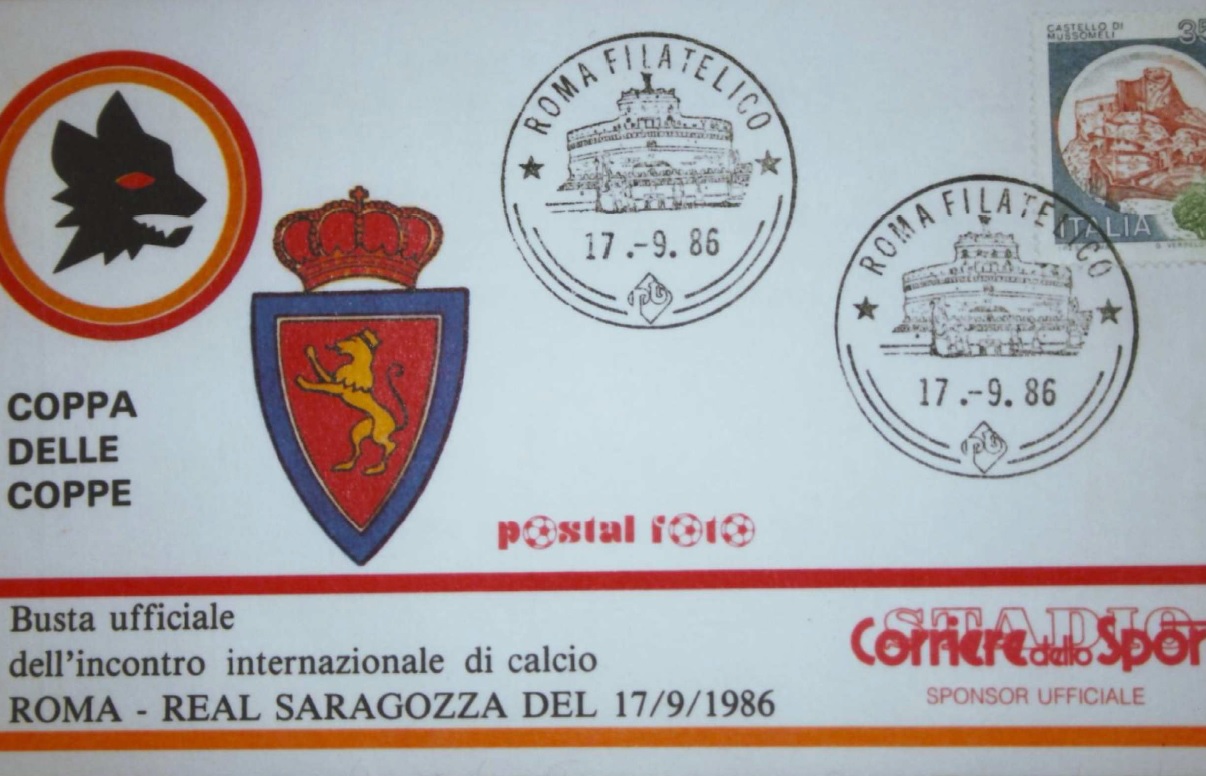 ROMA FILATELICO
17.-9.86
CASTELLO DI
MUSSOMELI
ITALIA
ROMA FILATELICO
17.-9.86
COPPA
DELLE
COPPE
postal foto
Busta ufficiale
dell'incontro internazionale di calcio
ROMA - REAL SARAGOZZA DEL 17/9/1986
STADIO
Corriere dello Spor
SPONSOR UFFICIALE